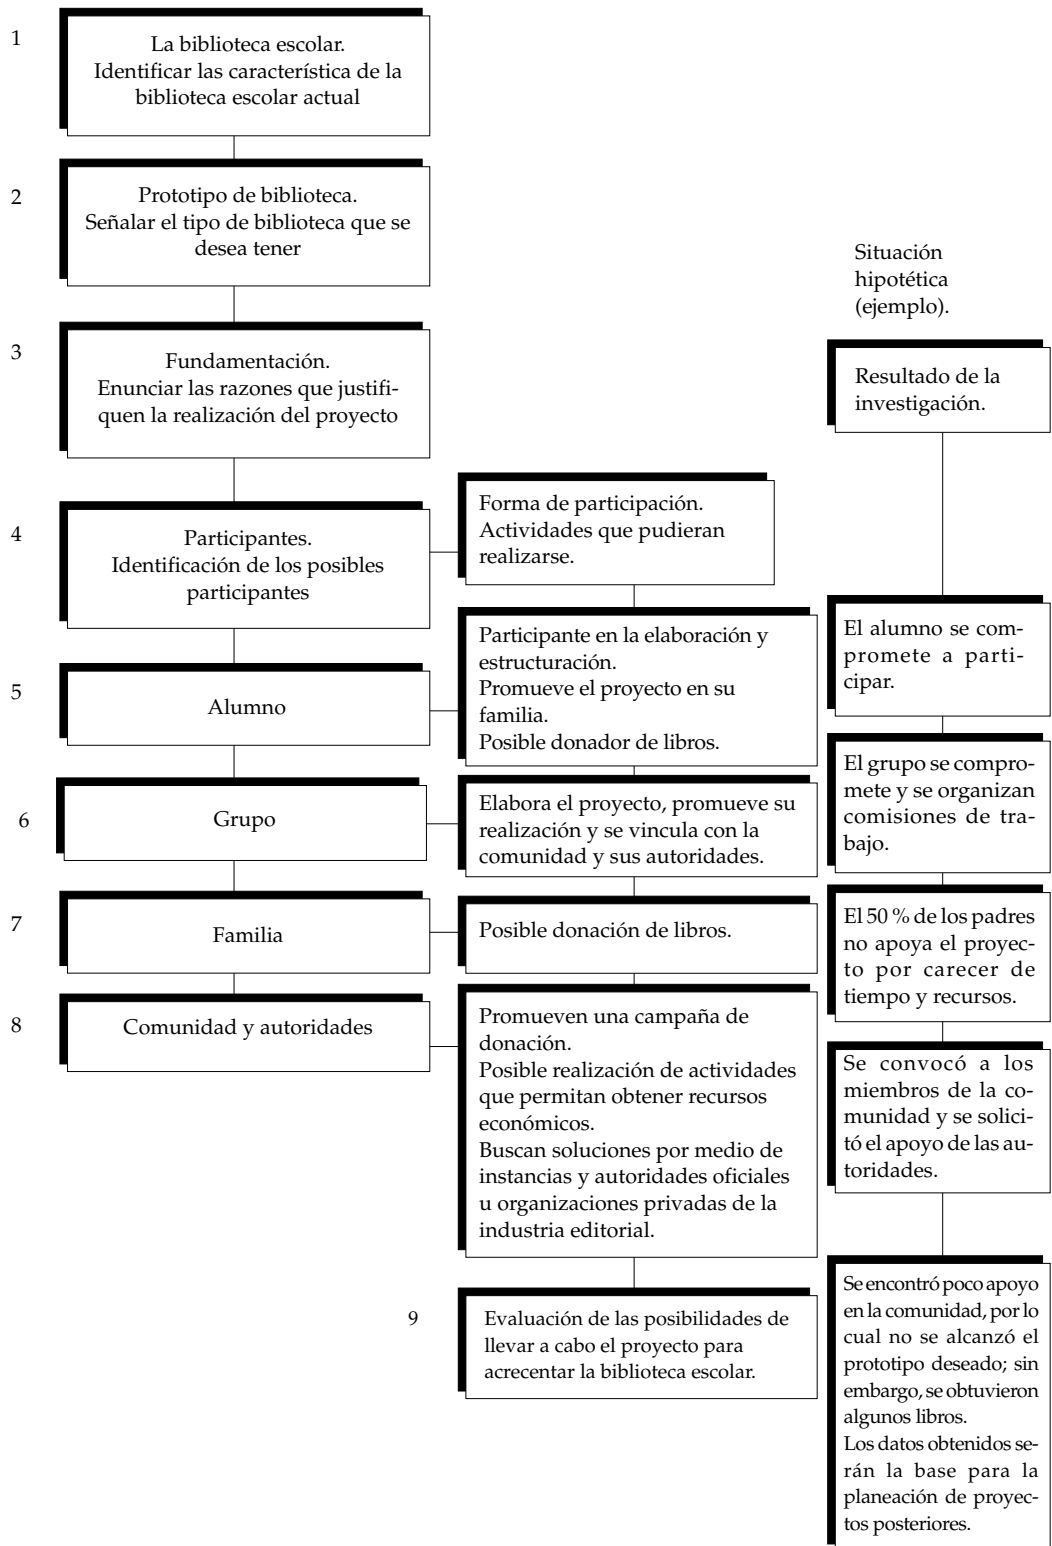 1
La biblioteca escolar.
Identificar las característica de la
biblioteca escolar actual
2
Prototipo de biblioteca.
Señalar el tipo de biblioteca que se
desea tener
3
Fundamentación.
Enunciar las razones que justifi-
quen la realización del proyecto
4
Participantes.
Identificación de los posibles
participantes
Forma de participación.
Actividades que pudieran
realizarse.
5
Alumno
Participante en la elaboración y
estructuración.
Promueve el proyecto en su
familia.
Posible donador de libros.
6
Grupo
Elabora el proyecto, promueve su
realización y se vincula con la
comunidad y sus autoridades.
7
Familia
Posible donación de libros.
8
Comunidad y autoridades
Promueven una campaña de
donación.
Posible realización de actividades
que permitan obtener recursos
económicos.
Buscan soluciones por medio de
instancias y autoridades oficiales
u organizaciones privadas de la
industria editorial.
9
Evaluación de las posibilidades de
llevar a cabo el proyecto para
acrecentar la biblioteca escolar.
Situación
hipotética
(ejemplo).
Resultado de la
investigación.
El alumno se com-
promete a parti-
cipar.
El grupo se compro-
mete y se organizan
comisiones de tra-
bajo.
El 50 % de los padres
no apoya el proyec-
to por carecer de
tiempo y recursos.
Se convocó a los
miembros de la co-
munidad y se solici-
tó el apoyo de las au-
toridades.
Se encontró poco apoyo
en la comunidad, por lo
cual no se alcanzó el
prototipo deseado; sin
embargo, se obtuvieron
algunos libros.
Los datos obtenidos se-
rán la base para la
planeación de proyec-
tos posteriores.